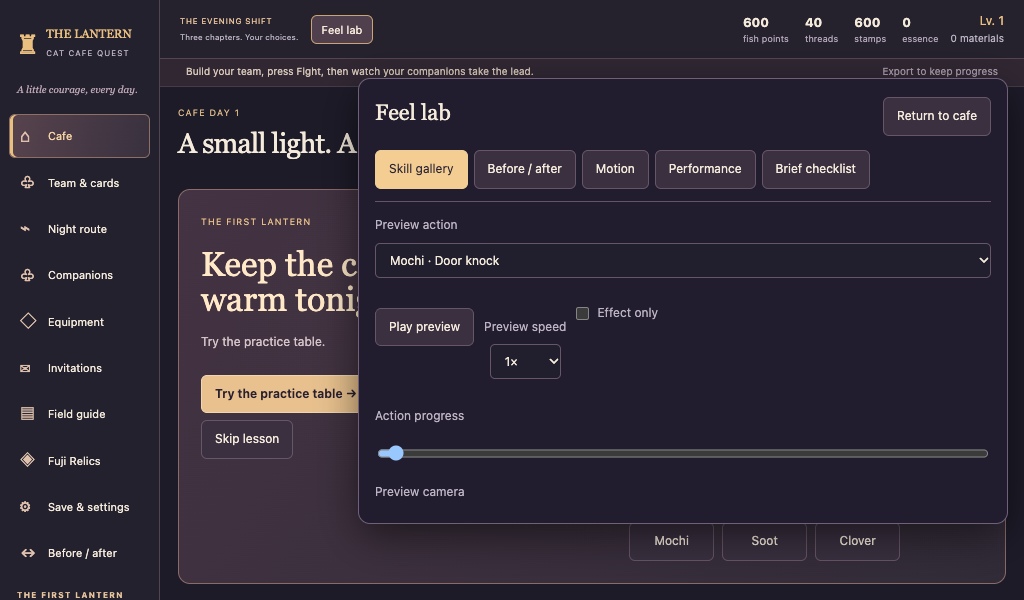 THE LANTERN
CAT CAFE QUEST
A little courage, every day.
Cafe
Team & cards
Night route
Companions
Equipment
Invitations
Field guide
Fuji Relics
Save & settings
Before / after
THE FIRST LANTERN
THE EVENING SHIFT
Three chapters. Your choices.
Feel lab
600
fish points
40
threads
600
stamps
0
essence
Lv. 1
0 materials
Build your team, press Fight, then watch your companions take the lead.
Export to keep progress
CAFE DAY 1
A small light. A
THE FIRST LANTERN
Keep the c
warm tonig
Try the practice table.
Try the practice table →
Skip lesson
Feel lab
Return to cafe
Skill gallery
Before / after
Motion
Performance
Brief checklist
Preview action
Mochi · Door knock
Play preview
Preview speed
1×
Effect only
Action progress
Preview camera
Mochi
Soot
Clover